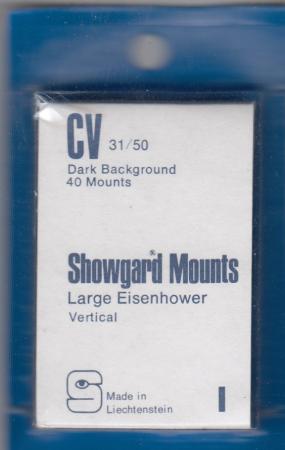 CV 31/50
Dark Background
40 Mounts
Showgard® Mounts
Large Eisenhower
Vertical
S Made in
Liechtenstein
I